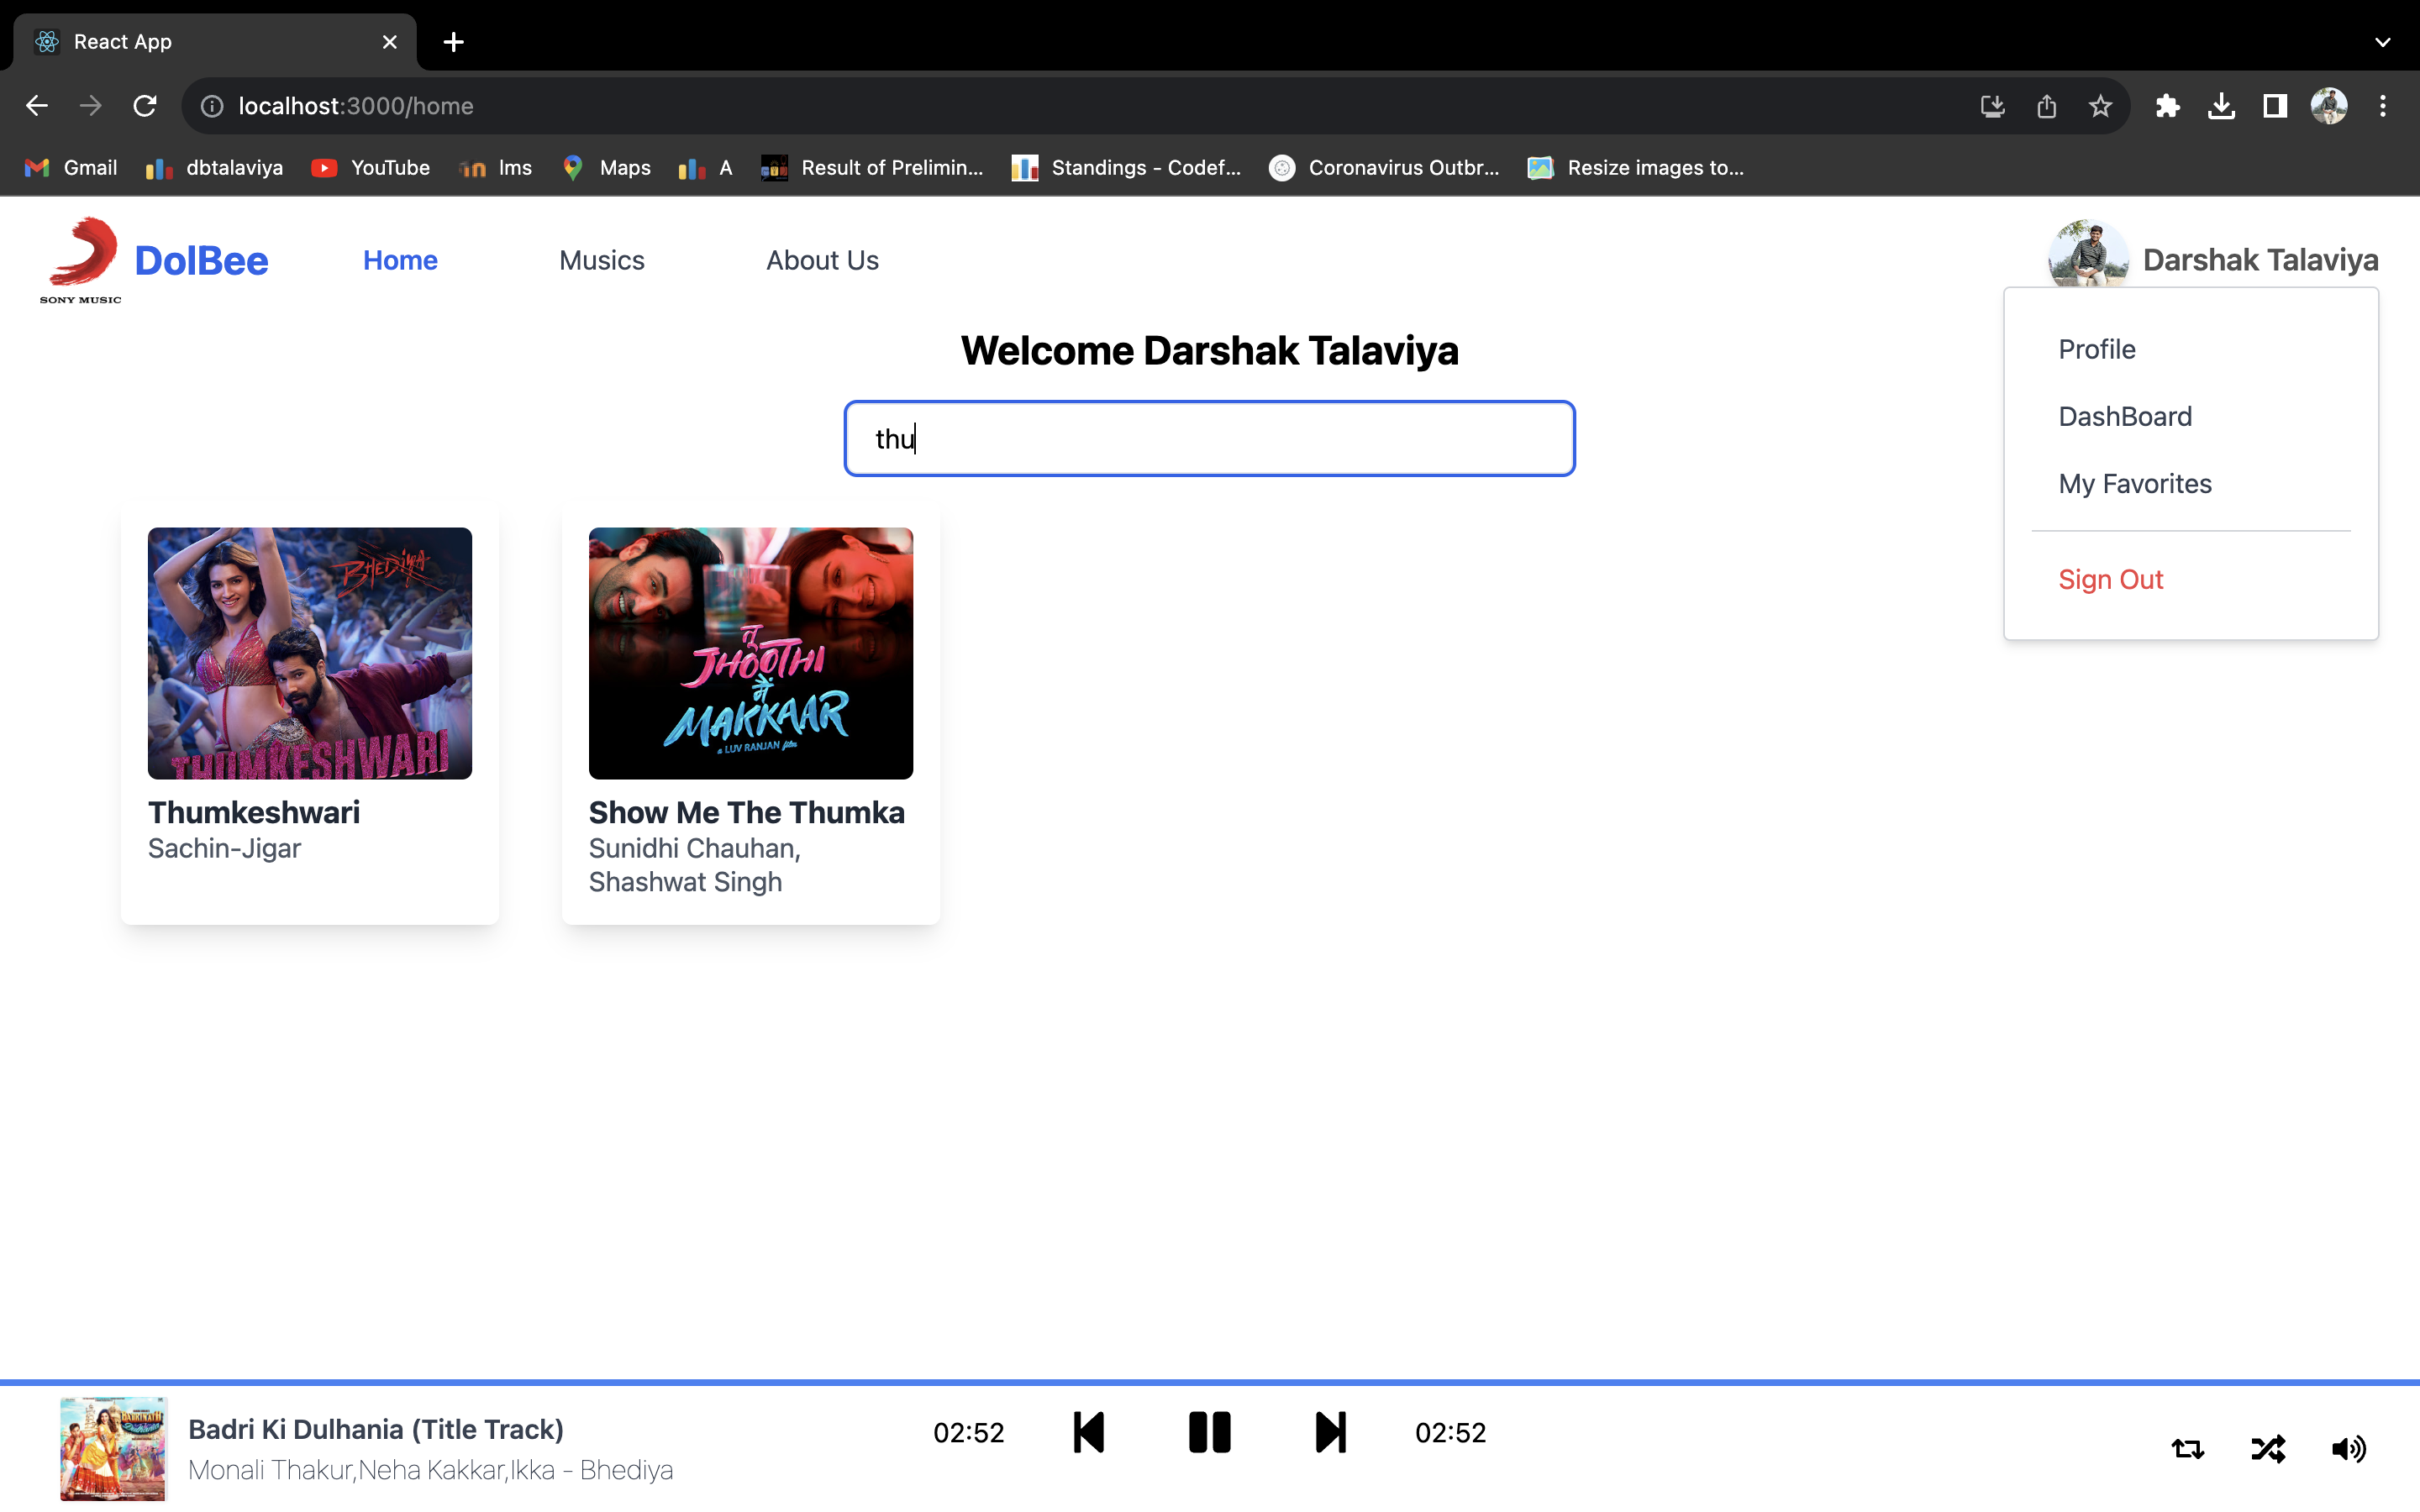 React App
localhost:3000/home
Gmail
dbtalaviya
YouTube
lms
Maps
A
Result of Prelimin...
Standings - Codef...
Coronavirus Outbr...
Resize images to...
SONY MUSIC
DolBee
Home
Musics
About Us
Darshak Talaviya
Profile
DashBoard
My Favorites
Sign Out
Welcome Darshak Talaviya
thu
BHEDIYA
THUMKESHWARI
Thumkeshwari
Sachin-Jigar
तू
JHOOTHI
मैं
MAKKAAR
a LUV RANJAN film
Show Me The Thumka
Sunidhi Chauhan,
Shashwat Singh
Badri Ki Dulhania (Title Track)
Monali Thakur,Neha Kakkar,Ikka - Bhediya
02:52
02:52